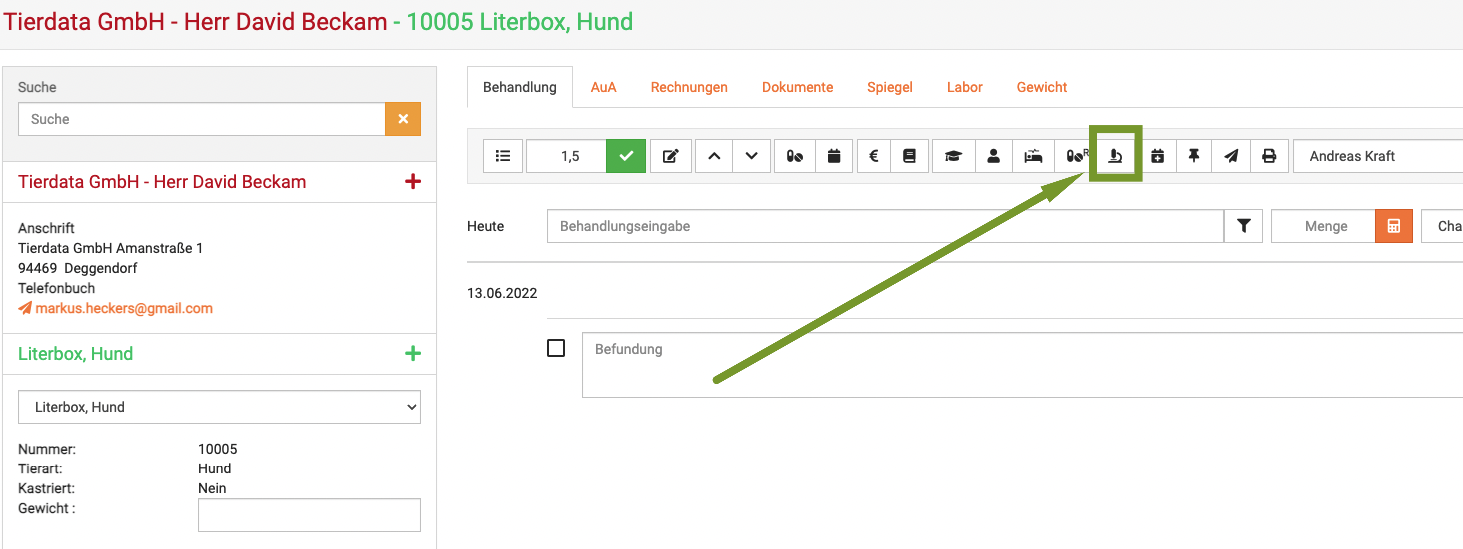 Tierdata GmbH - Herr David Beckam - 10005 Literbox, Hund
Suche
Suche
Tierdata GmbH - Herr David Beckam
Anschrift
Tierdata GmbH Amanstraße 1
94469 Deggendorf
Telefonbuch
markus.heckers@gmail.com
Literbox, Hund
Literbox, Hund
Nummer: 10005
Tierart: Hund
Kastriert: Nein
Gewicht :
Behandlung AuA Rechnungen Dokumente Spiegel Labor Gewicht
1,5 € R Andreas Kraft
Heute Behandlungseingabe Menge Cha
13.06.2022
Befundung